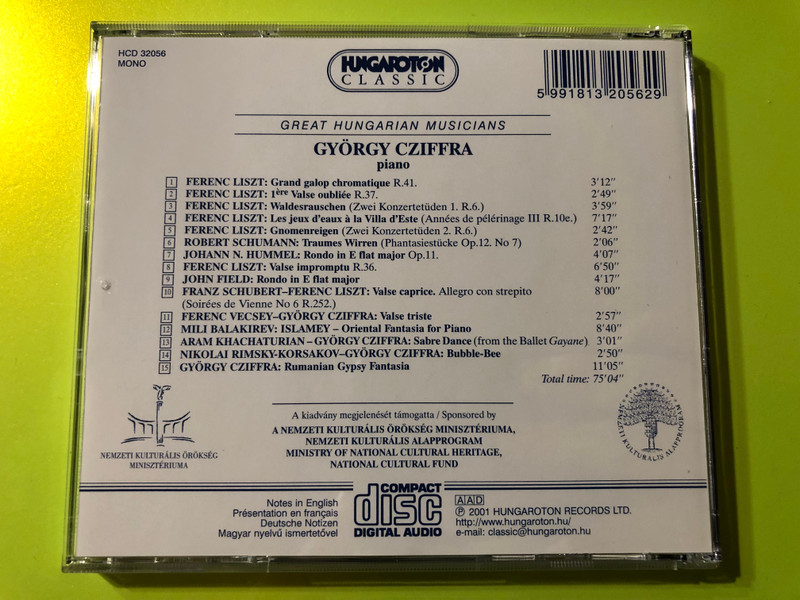 HCD 32056
MONO
HUNGAROTON
CLASSIC
5 991813 205629
GREAT HUNGARIAN MUSICIANS
GYÖRGY CZIFFRA
piano
1 FERENC LISZT: Grand galop chromatique R.41. 3'12"
2 FERENC LISZT: 1ère Valse oubliée R.37. 2'49"
3 FERENC LISZT: Waldesrauschen (Zwei Konzertetüden 1. R.6.) 3'59"
4 FERENC LISZT: Les jeux d'eaux à la Villa d'Este (Années de pélérinage III R.10e.) 7'17"
5 FERENC LISZT: Gnomenreigen (Zwei Konzertetüden 2. R.6.) 2'42"
6 ROBERT SCHUMANN: Traumes Wirren (Phantasiestücke Op.12. No 7) 2'06"
7 JOHANN N. HUMMEL: Rondo in E flat major Op.11. 4'07"
8 FERENC LISZT: Valse impromptu R.36. 6'50"
9 JOHN FIELD: Rondo in E flat major 4'17"
10 FRANZ SCHUBERT–FERENC LISZT: Valse caprice. Allegro con strepito 8'00"
(Soirées de Vienne No 6 R.252.)
11 FERENC VECSEY–GYÖRGY CZIFFRA: Valse triste 2'57"
12 MILI BALAKIREV: ISLAMEY – Oriental Fantasia for Piano 8'40"
13 ARAM KHACHATURIAN – GYÖRGY CZIFFRA: Sabre Dance (from the Ballet Gayane) 3'01"
14 NIKOLAI RIMSKY-KORSAKOV–GYÖRGY CZIFFRA: Bubble-Bee 2'50"
15 GYÖRGY CZIFFRA: Rumanian Gypsy Fantasia 11'05"
Total time: 75'04"
A kiadvány megjelenését támogatta / Sponsored by
A NEMZETI KULTURÁLIS ÖRÖKSÉG MINISZTÉRIUMA,
NEMZETI KULTURÁLIS ALAPPROGRAM
MINISTRY OF NATIONAL CULTURAL HERITAGE,
NATIONAL CULTURAL FUND
NEMZETI KULTURÁLIS ÖRÖKSÉG
MINISZTÉRIUMA
NEMZETI KULTURÁLIS ALAPPROGRAM
Notes in English
Présentation en français
Deutsche Notizen
Magyar nyelvű ismertetővel
COMPACT
disc
DIGITAL AUDIO
AAD
℗ 2001 HUNGAROTON RECORDS LTD.
http://www.hungaroton.hu/
e-mail: classic@hungaroton.hu